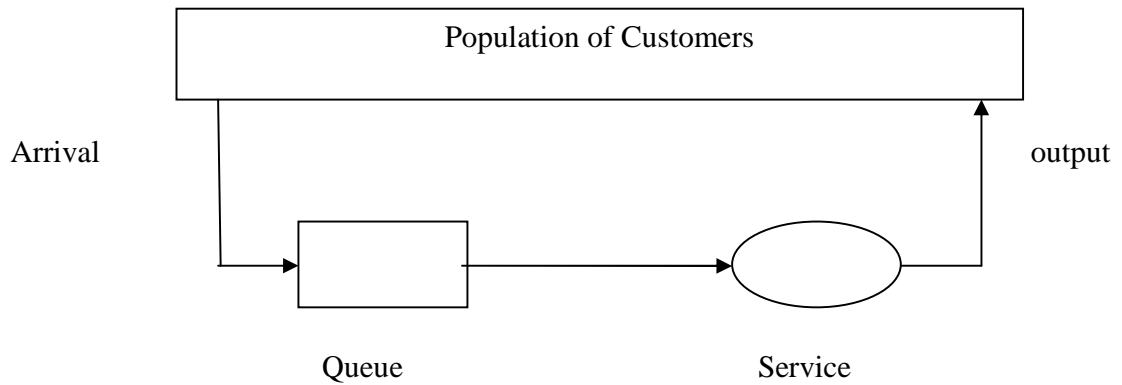 Population of Customers
Arrival
output
Queue
Service